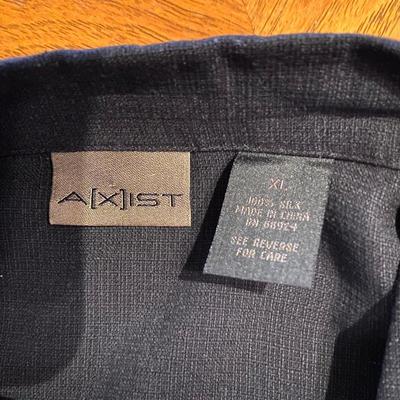 A[X]IST
XL
100% SILK
MADE IN CHINA
RN 68924
SEE REVERSE
FOR CARE